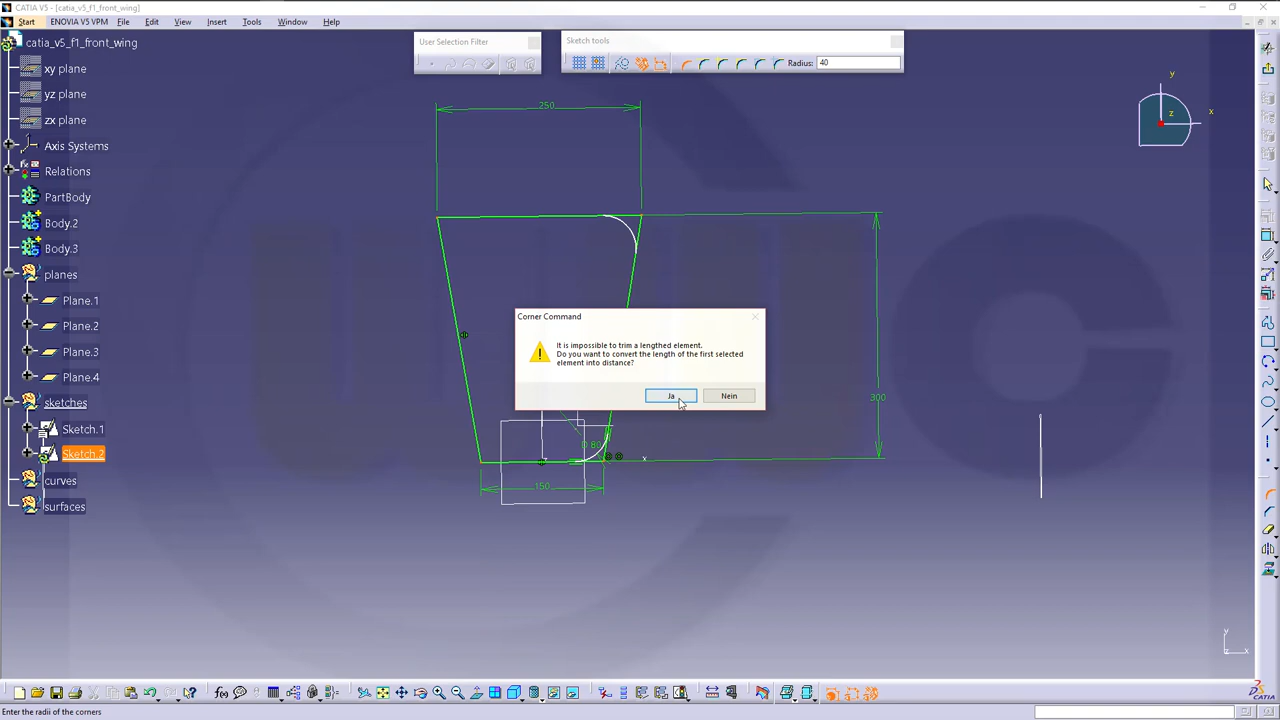 CATIA V5 - [catia_v5_f1_front_wing]
Start ENOVIA V5 VPM File Edit View Insert Tools Window Help
catia_v5_f1_front_wing
User Selection Filter
Sketch tools
Radius: 40
xy plane
yz plane
zx plane
Axis Systems
Relations
PartBody
Body.2
Body.3
planes
Plane.1
Plane.2
Plane.3
Plane.4
sketches
Sketch.1
Sketch.2
curves
surfaces
250
y
x
z
Corner Command
It is impossible to trim a lengthed element.
Do you want to convert the length of the first selected
element into distance?
Ja Nein
300
D 80
x
150
y
z x
f(x)
CATIA
Enter the radii of the corners